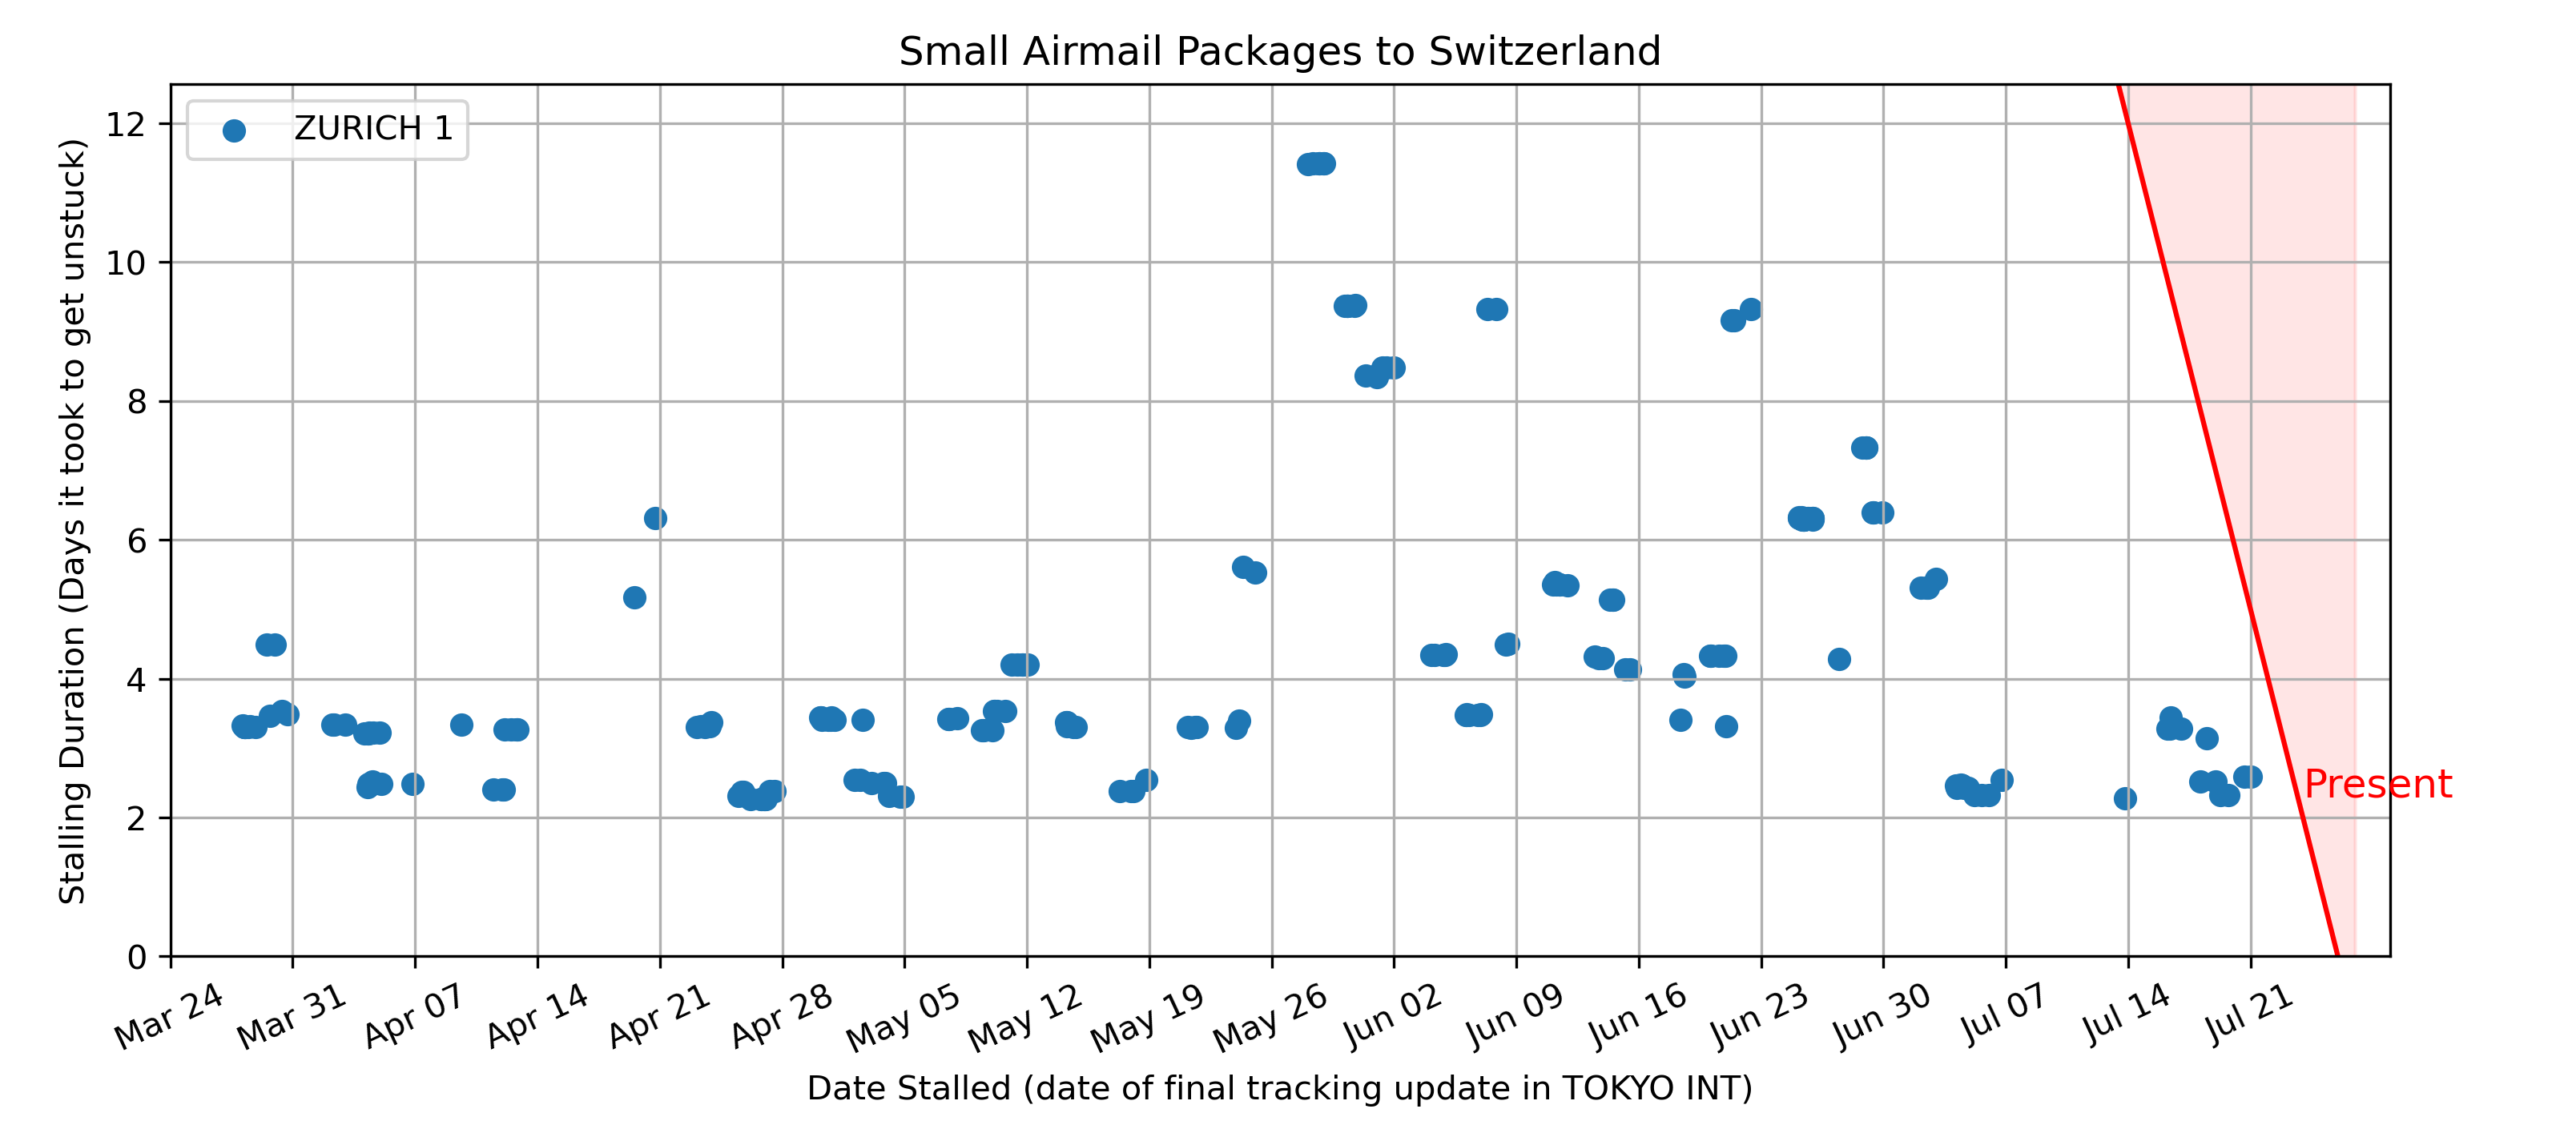 Small Airmail Packages to Switzerland
ZURICH 1
Stalling Duration (Days it took to get unstuck)
12
10
8
6
4
2
0
Present
Mar 24
Mar 31
Apr 07
Apr 14
Apr 21
Apr 28
May 05
May 12
May 19
May 26
Jun 02
Jun 09
Jun 16
Jun 23
Jun 30
Jul 07
Jul 14
Jul 21
Date Stalled (date of final tracking update in TOKYO INT)